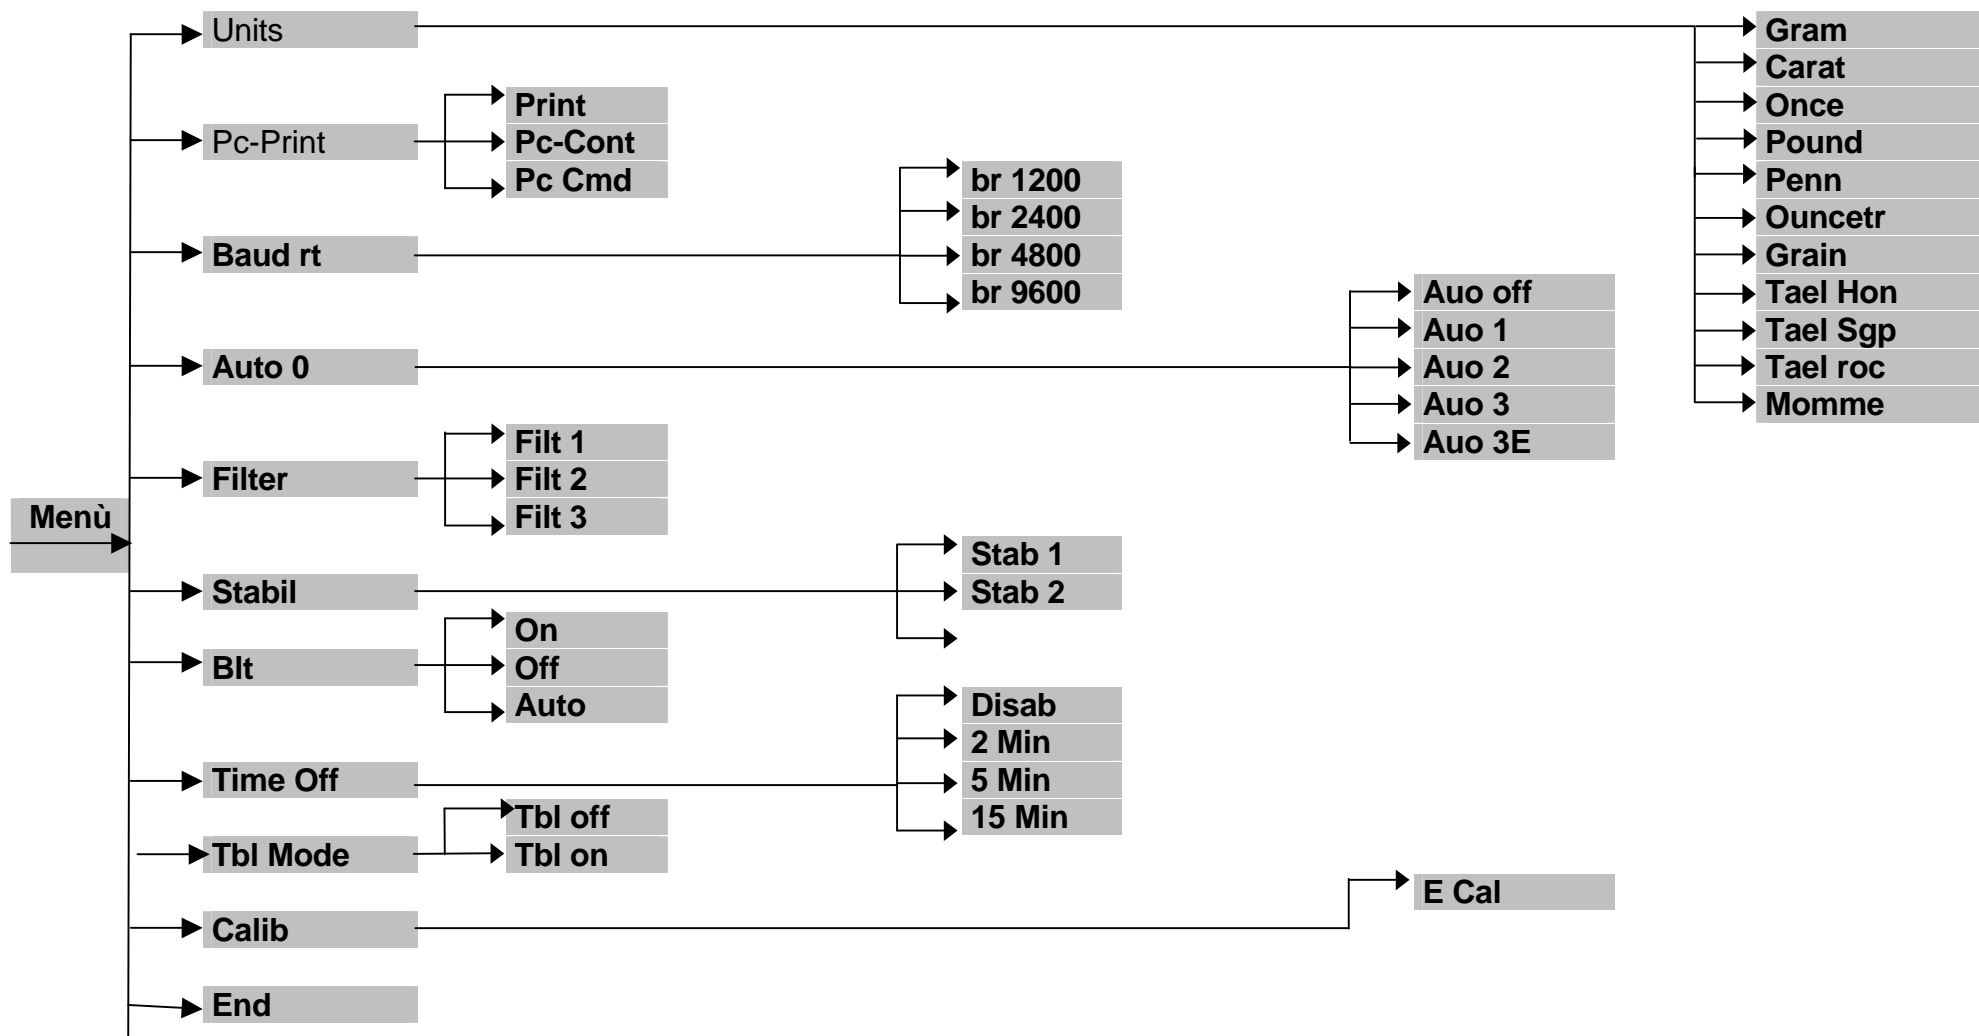 Menù
Units
Gram
Carat
Once
Pound
Penn
Ouncetr
Grain
Tael Hon
Tael Sgp
Tael roc
Momme
Pc-Print
Print
Pc-Cont
Pc Cmd
Baud rt
br 1200
br 2400
br 4800
br 9600
Auto 0
Auo off
Auo 1
Auo 2
Auo 3
Auo 3E
Filter
Filt 1
Filt 2
Filt 3
Stabil
Stab 1
Stab 2
Blt
On
Off
Auto
Time Off
Disab
2 Min
5 Min
15 Min
Tbl Mode
Tbl off
Tbl on
Calib
E Cal
End